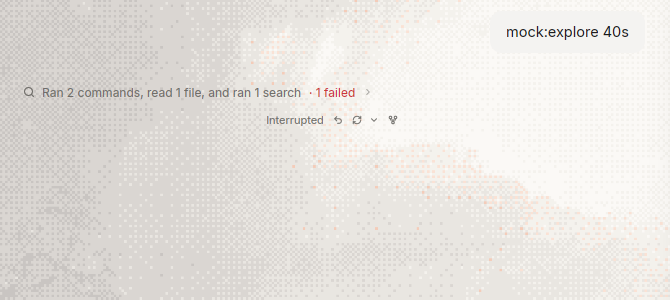 mock:explore 40s
Ran 2 commands, read 1 file, and ran 1 search · 1 failed
Interrupted